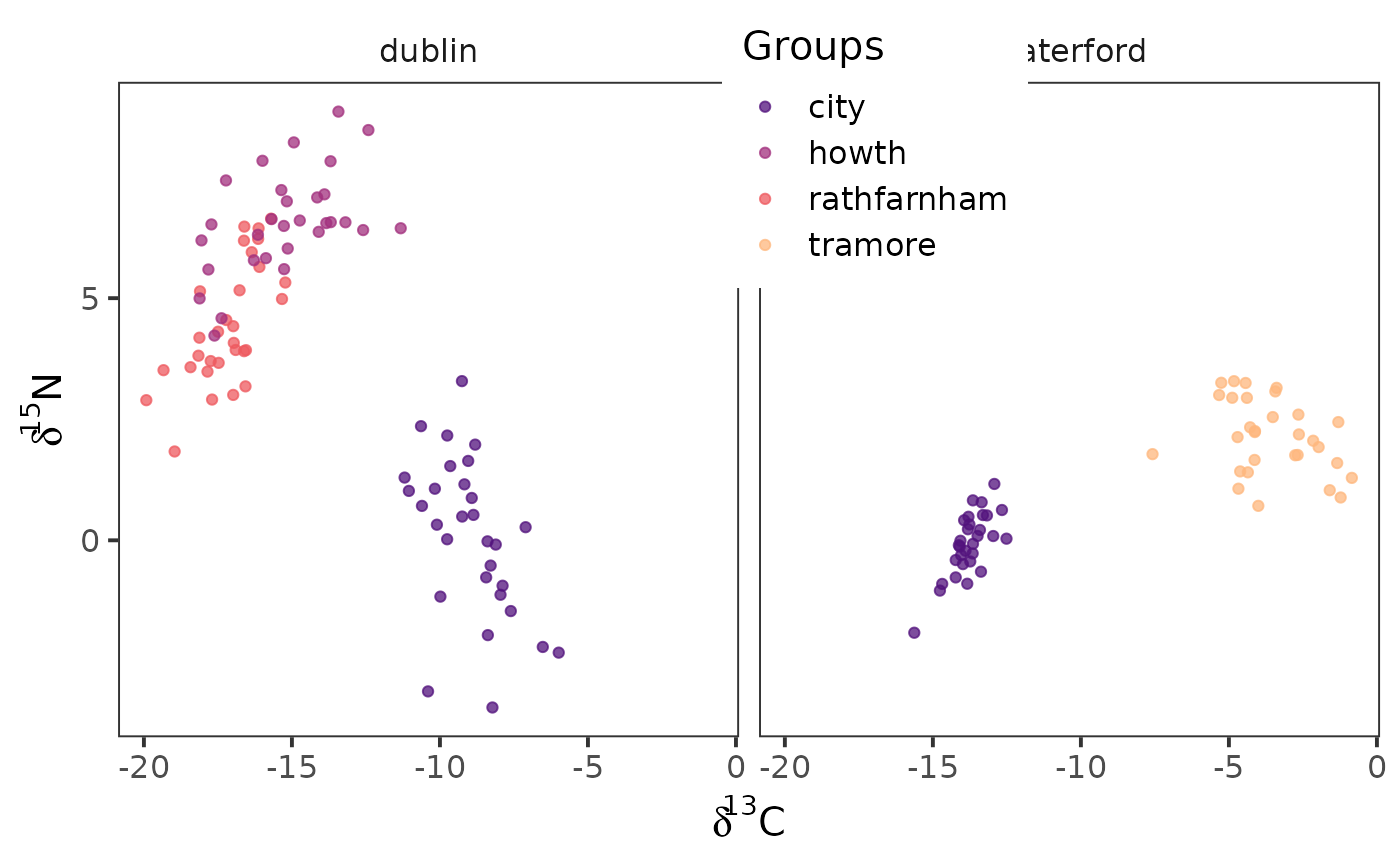 dublin
aterford
Groups
city
howth
rathfarnham
tramore
5
0
δ¹⁵N
-20 -15 -10 -5 0
-20 -15 -10 -5 0
δ¹³C